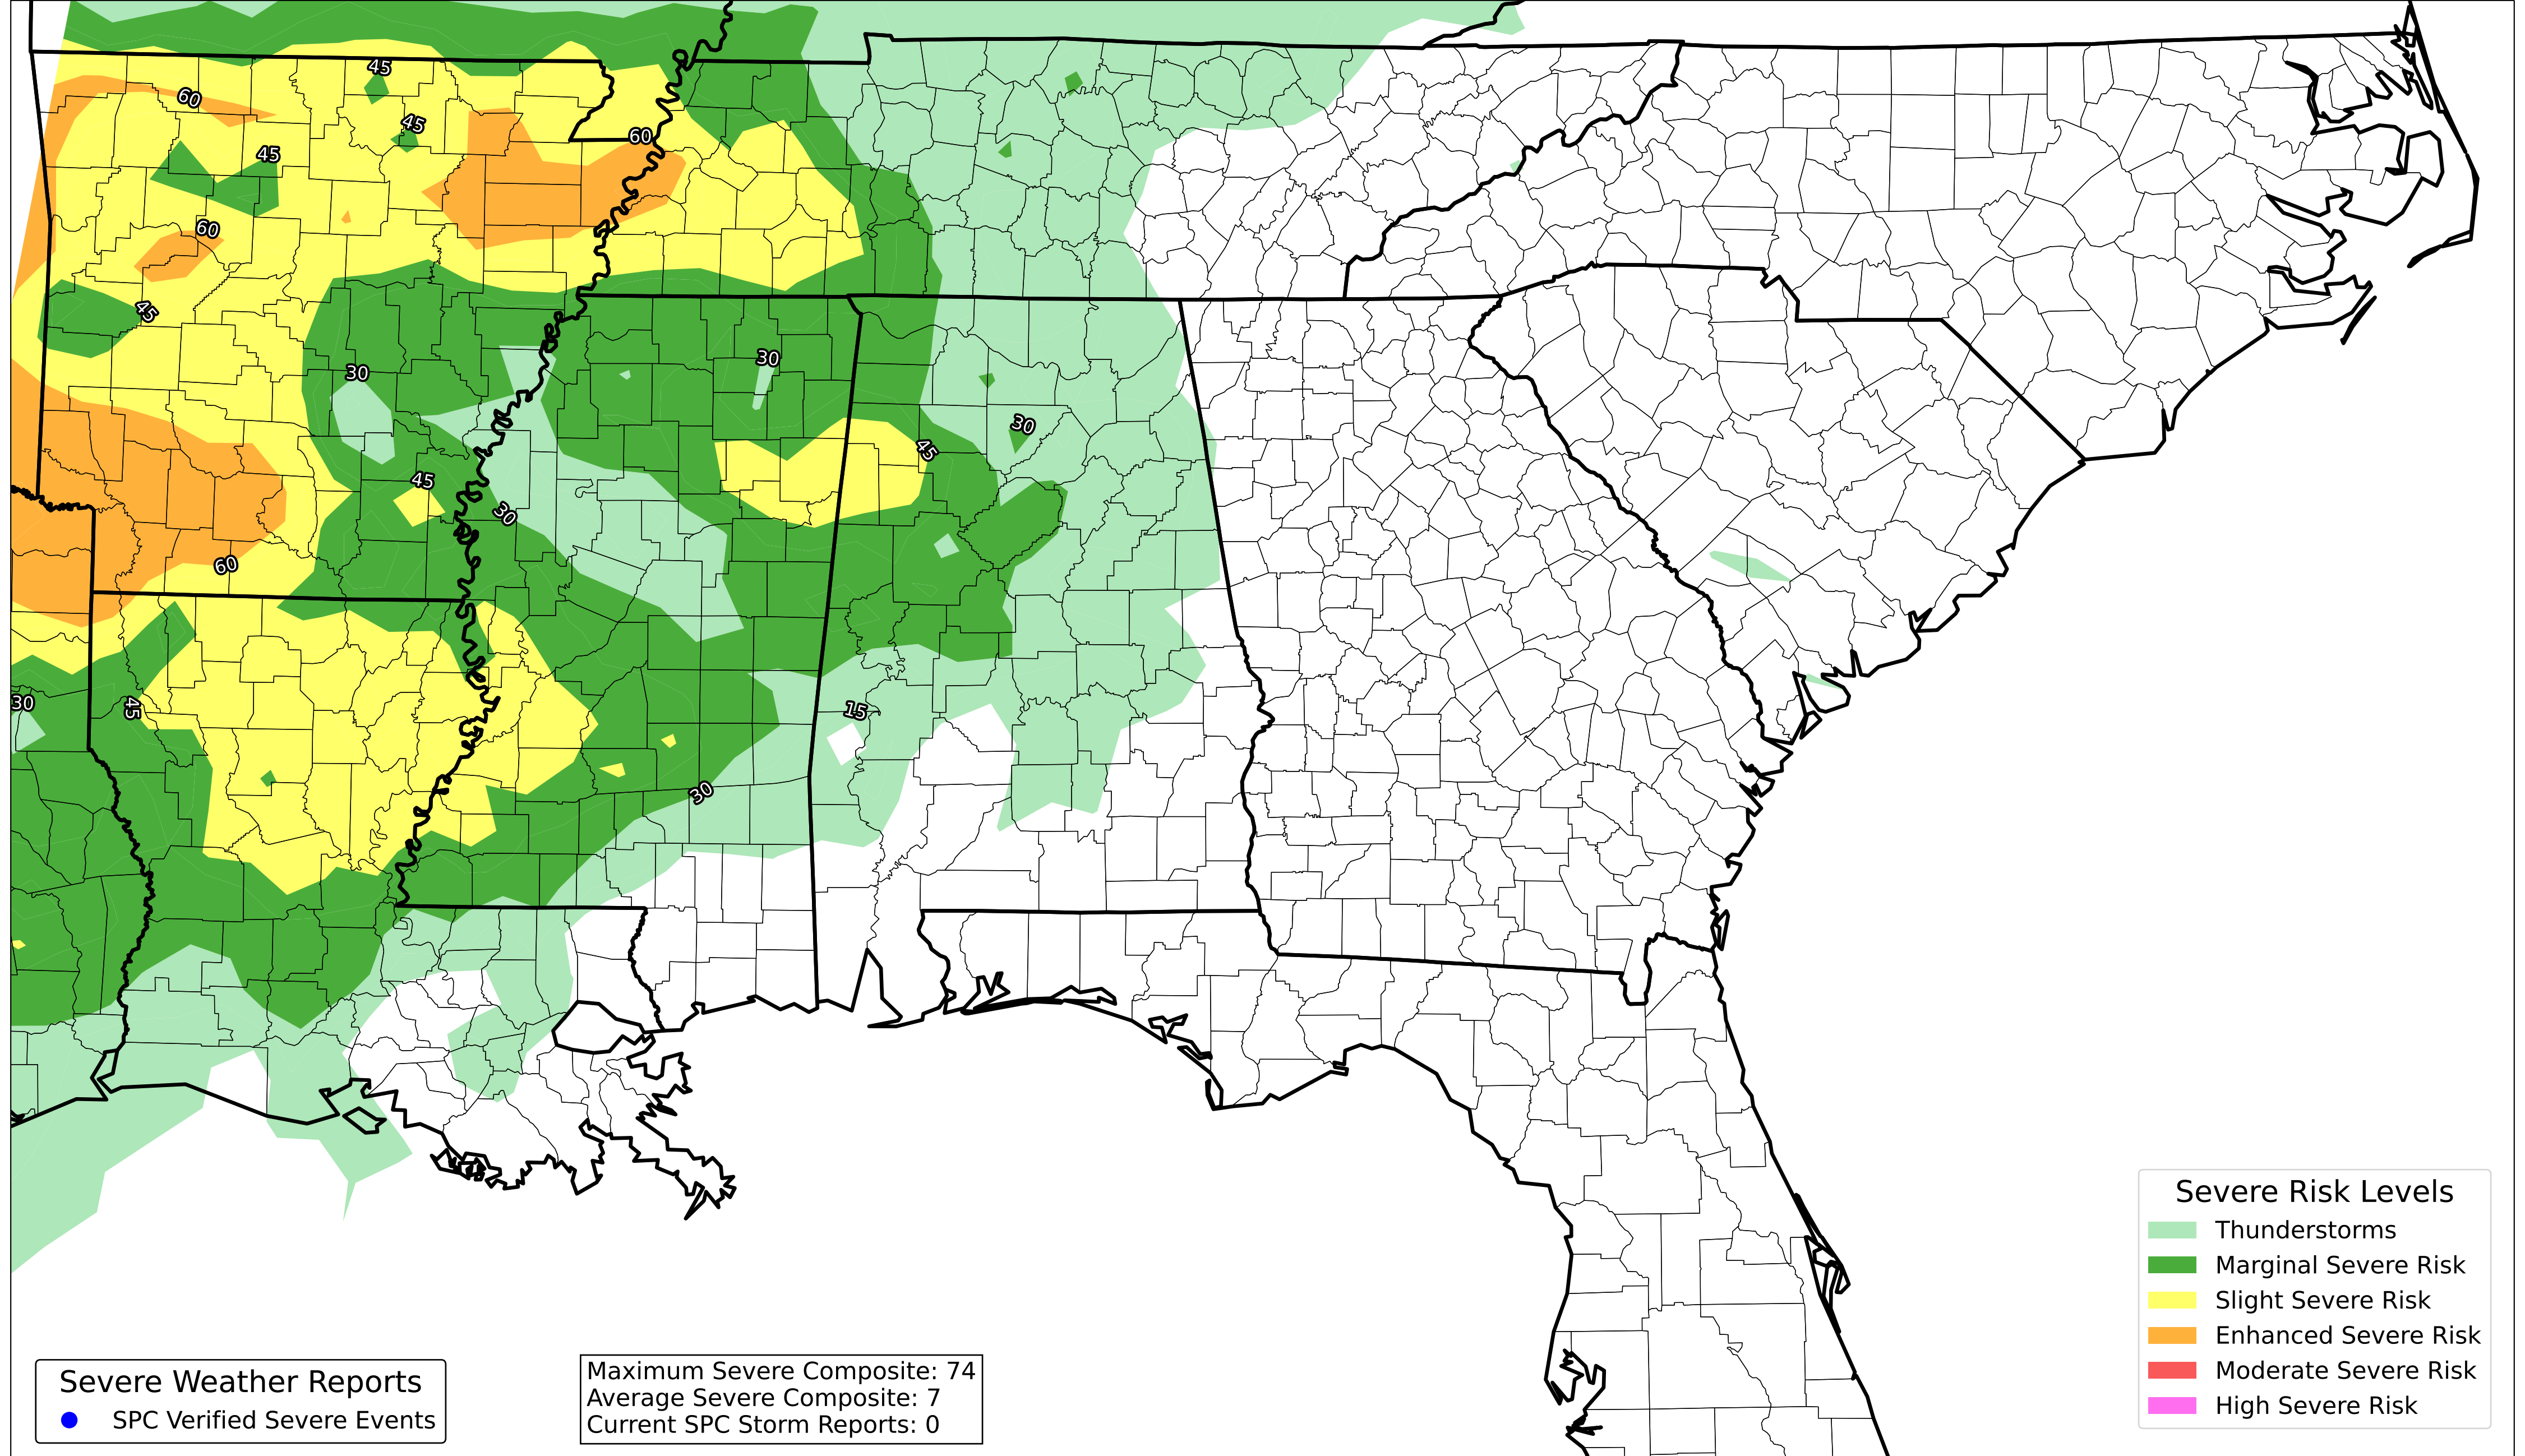 45
60
45
60
45
60
45
30
30
30
45
45
30
60
30
45
15
30
Severe Risk Levels
Thunderstorms
Marginal Severe Risk
Slight Severe Risk
Enhanced Severe Risk
Moderate Severe Risk
High Severe Risk
Severe Weather Reports
SPC Verified Severe Events
Maximum Severe Composite: 74
Average Severe Composite: 7
Current SPC Storm Reports: 0